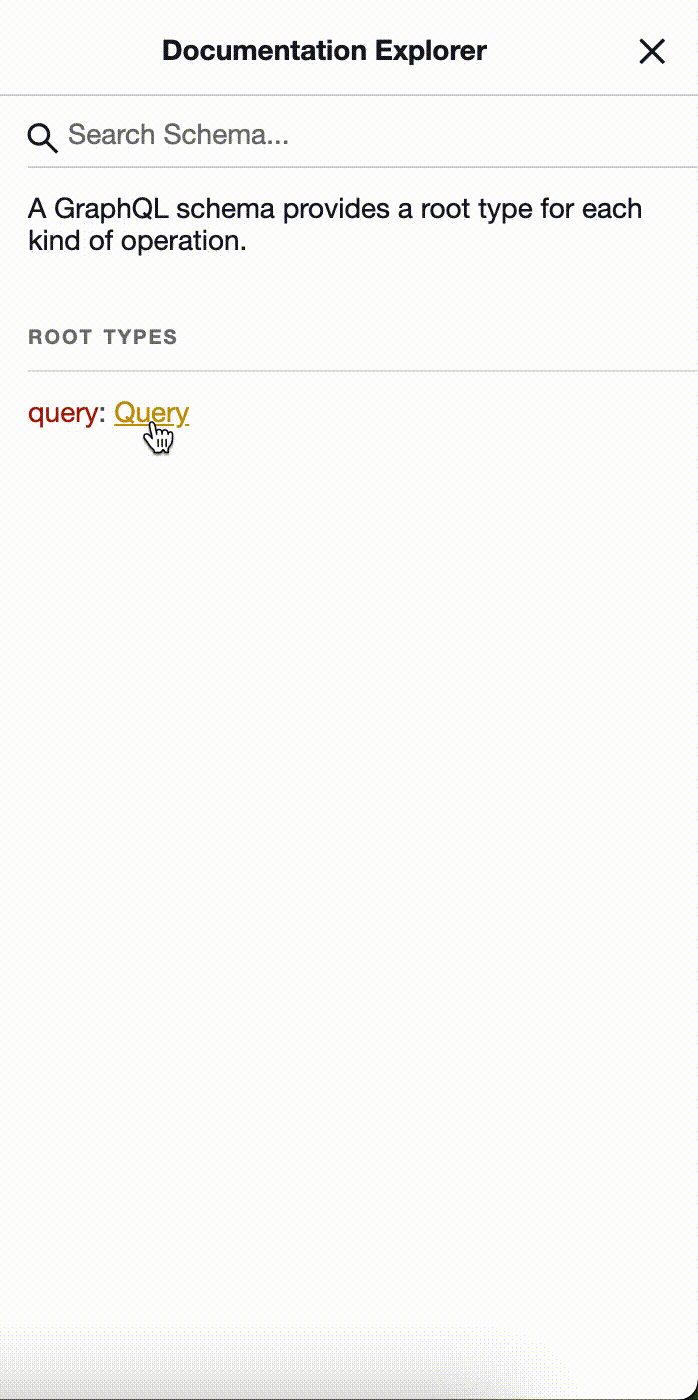 Documentation Explorer
Search Schema...
A GraphQL schema provides a root type for each
kind of operation.
ROOT TYPES
query: Query